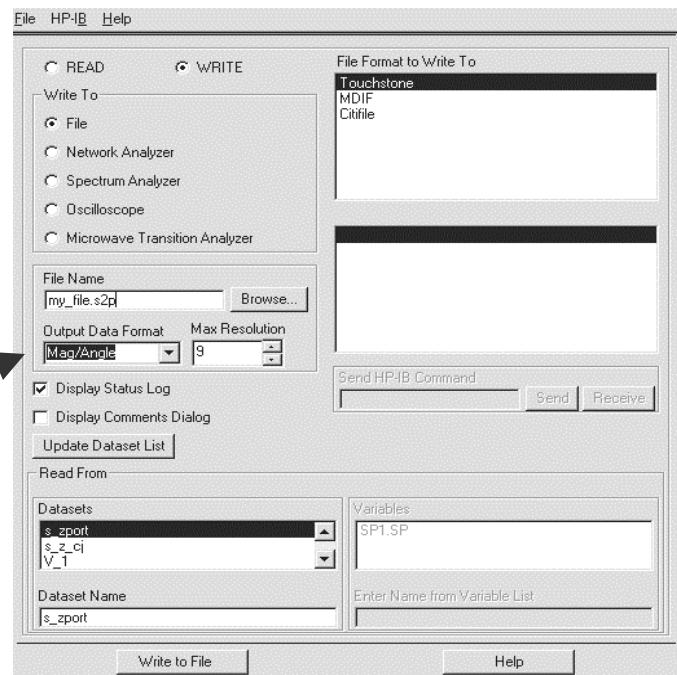 File HP-IB Help
READ WRITE
Write To
File
Network Analyzer
Spectrum Analyzer
Oscilloscope
Microwave Transition Analyzer
File Format to Write To
Touchstone
MDIF
Citifile
File Name
my_file.s2p
Browse...
Output Data Format Max Resolution
Mag/Angle 9
Display Status Log
Display Comments Dialog
Update Dataset List
Send HP-IB Command
Send Receive
Read From
Datasets
s_zport
s_z_cj
V_1
Variables
SP1.SP
Dataset Name
s_zport
Enter Name from Variable List
Write to File Help